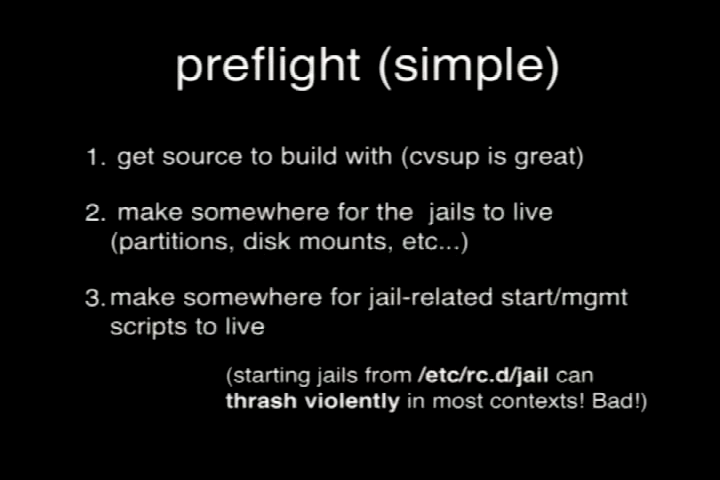 preflight (simple)
1. get source to build with (cvsup is great)
2. make somewhere for the jails to live
(partitions, disk mounts, etc...)
3. make somewhere for jail-related start/mgmt
scripts to live
(starting jails from /etc/rc.d/jail can
thrash violently in most contexts! Bad!)